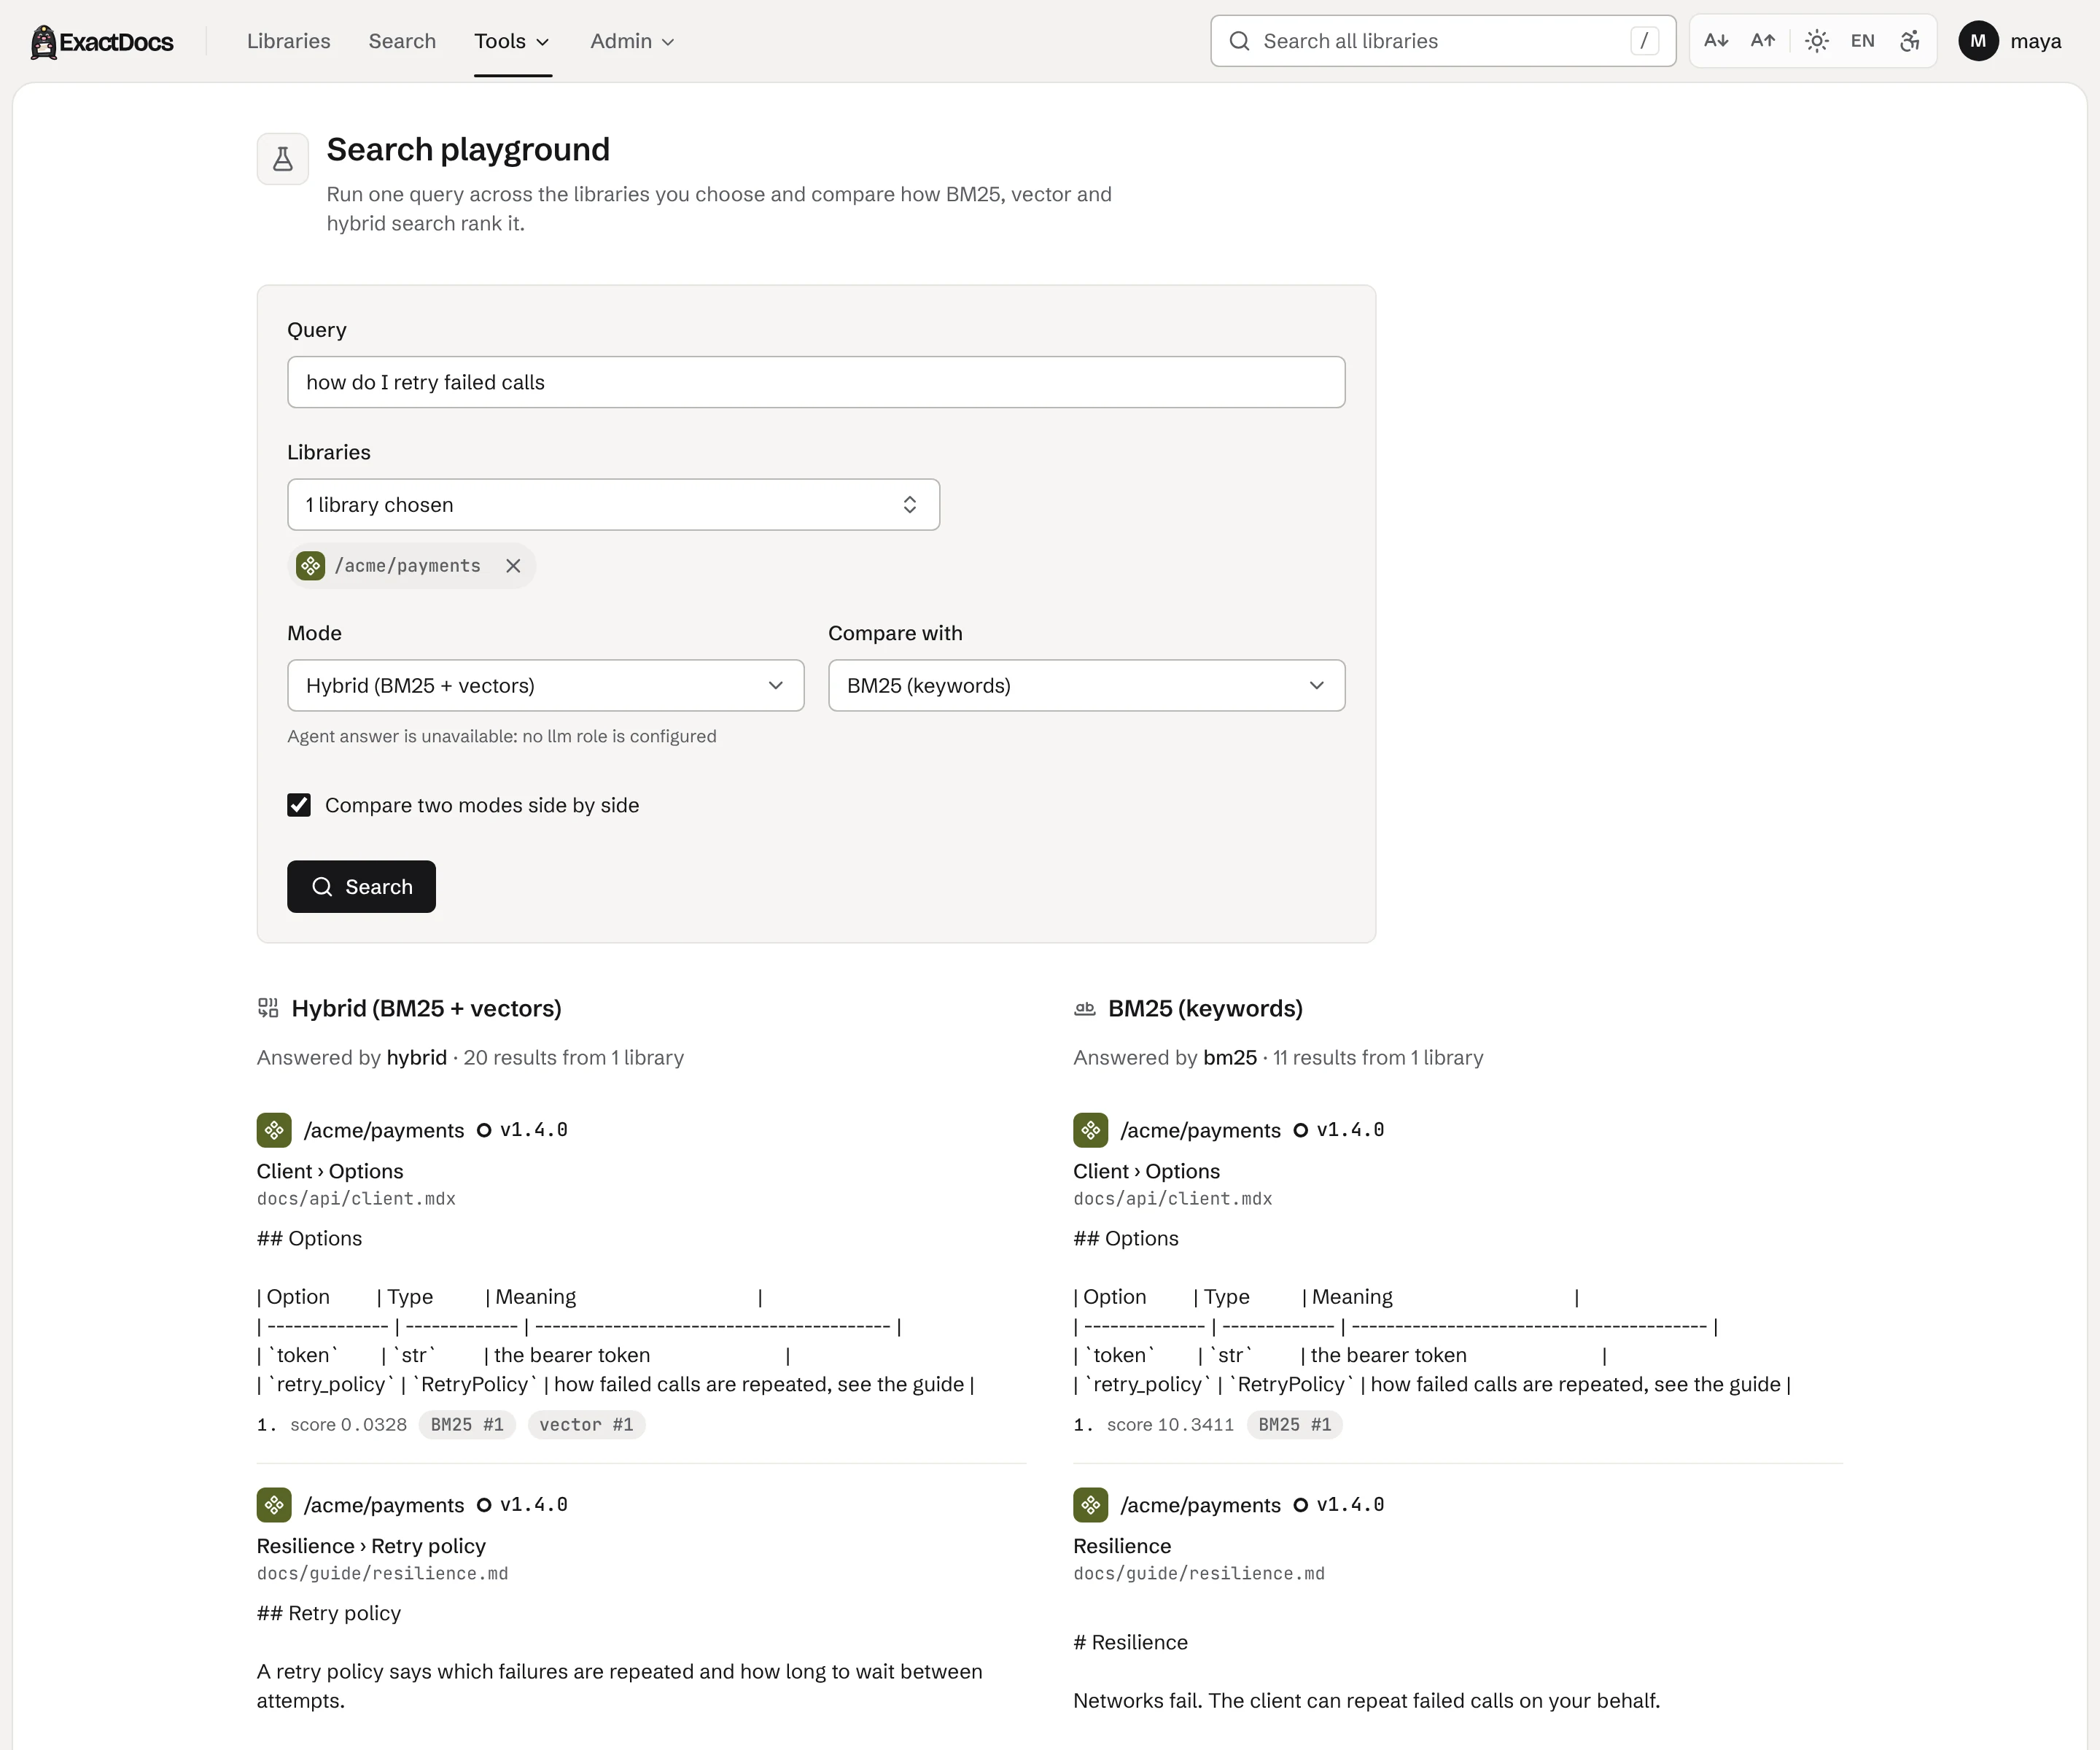 ExactDocs
Libraries
Search
Tools
Admin
Search all libraries
/
A↓
A↑
EN
M
maya
Search playground
Run one query across the libraries you choose and compare how BM25, vector and
hybrid search rank it.
Query
how do I retry failed calls
Libraries
1 library chosen
/acme/payments
Mode
Compare with
Hybrid (BM25 + vectors)
BM25 (keywords)
Agent answer is unavailable: no llm role is configured
Compare two modes side by side
Search
Hybrid (BM25 + vectors)
Answered by hybrid · 20 results from 1 library
/acme/payments v1.4.0
Client › Options
docs/api/client.mdx
## Options
| Option | Type | Meaning |
| -------------- | ------------- | ----------------------------------------- |
| `token` | `str` | the bearer token |
| `retry_policy` | `RetryPolicy` | how failed calls are repeated, see the guide |
1. score 0.0328 BM25 #1 vector #1
/acme/payments v1.4.0
Resilience › Retry policy
docs/guide/resilience.md
## Retry policy
A retry policy says which failures are repeated and how long to wait between
attempts.
BM25 (keywords)
Answered by bm25 · 11 results from 1 library
/acme/payments v1.4.0
Client › Options
docs/api/client.mdx
## Options
| Option | Type | Meaning |
| -------------- | ------------- | ----------------------------------------- |
| `token` | `str` | the bearer token |
| `retry_policy` | `RetryPolicy` | how failed calls are repeated, see the guide |
1. score 10.3411 BM25 #1
/acme/payments v1.4.0
Resilience
docs/guide/resilience.md
# Resilience
Networks fail. The client can repeat failed calls on your behalf.